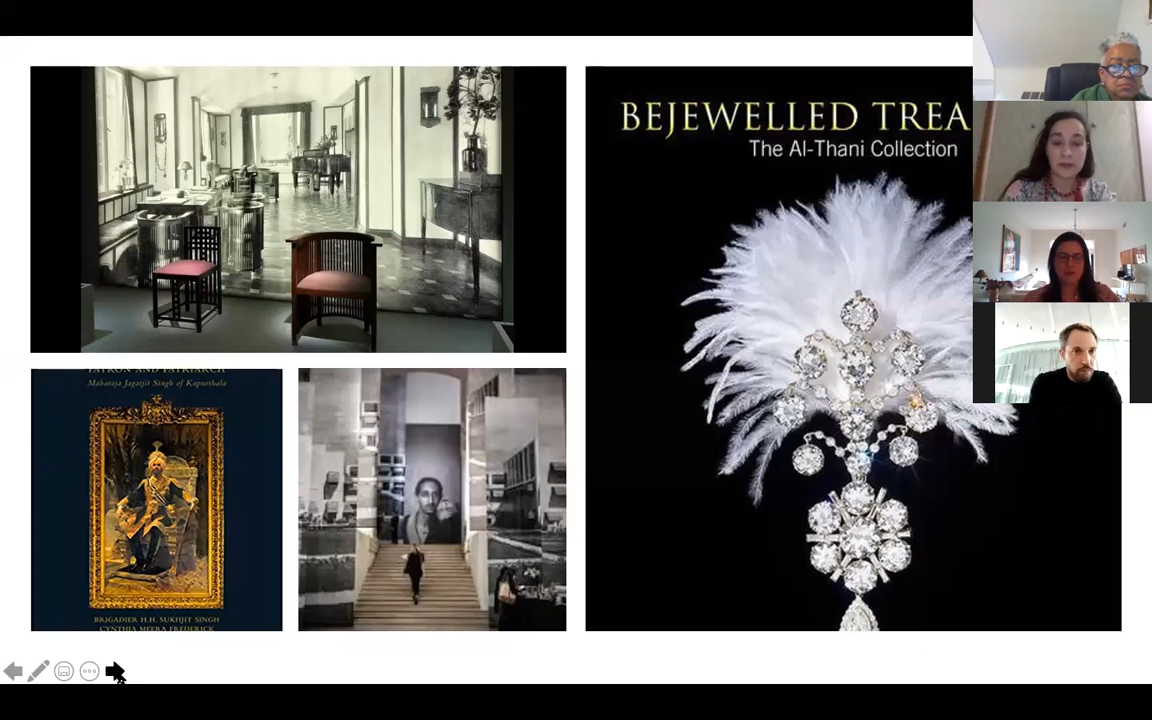 BEJEWELLED TREA
The Al-Thani Collection
PATRON AND PATRIARCH
Maharaja Jagatjit Singh of Kapurthala
BRIGADIER H.H. SUKHJIT SINGH
CYNTHIA MEERA FREDERICK